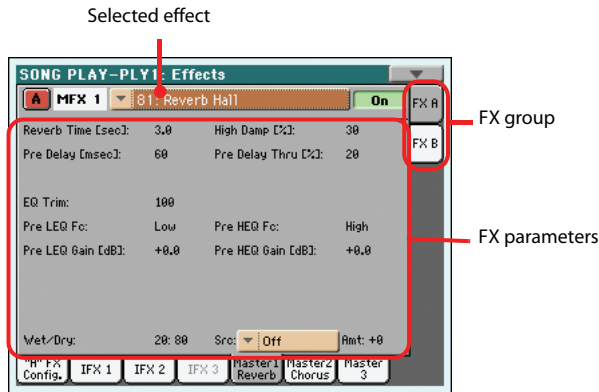 Selected effect
SONG PLAY-PLY1: Effects
A MFX 1 81: Reverb Hall On FX A
FX group
Reverb Time [sec]: 3.0 High Damp [%]: 30
FX B
Pre Delay [msec]: 60 Pre Delay Thru [%]: 20
EQ Trim: 100
Pre LEQ Fc: Low Pre HEQ Fc: High
FX parameters
Pre LEQ Gain [dB]: +0.0 Pre HEQ Gain [dB]: +0.0
Wet/Dry: 20: 80 Src: Off Amt: +0
"A" FX Config. IFX 1 IFX 2 IFX 3 Master1 Reverb Master2 Chorus Master 3